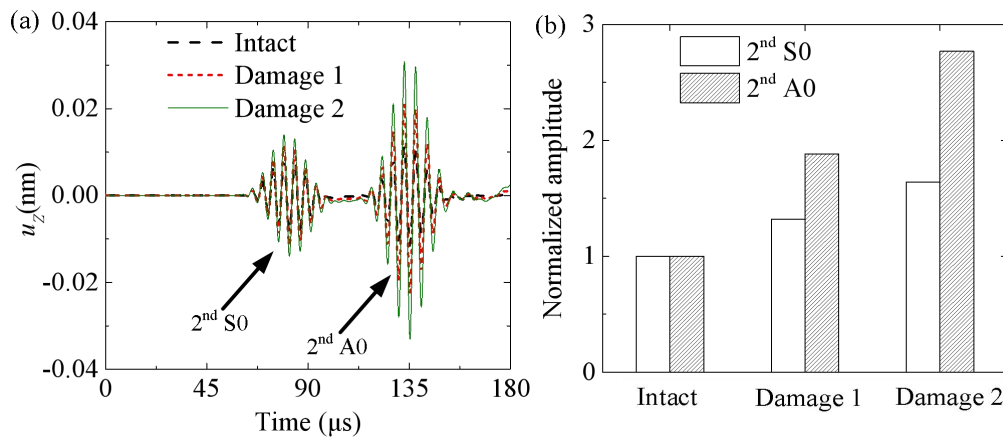 (a)
0.04
0.02
0.00
-0.02
-0.04
u_Z(nm)
Intact
Damage 1
Damage 2
2nd S0
2nd A0
0
45
90
135
180
Time (μs)
(b)
3
2
1
0
Normalized amplitude
2nd S0
2nd A0
Intact
Damage 1
Damage 2